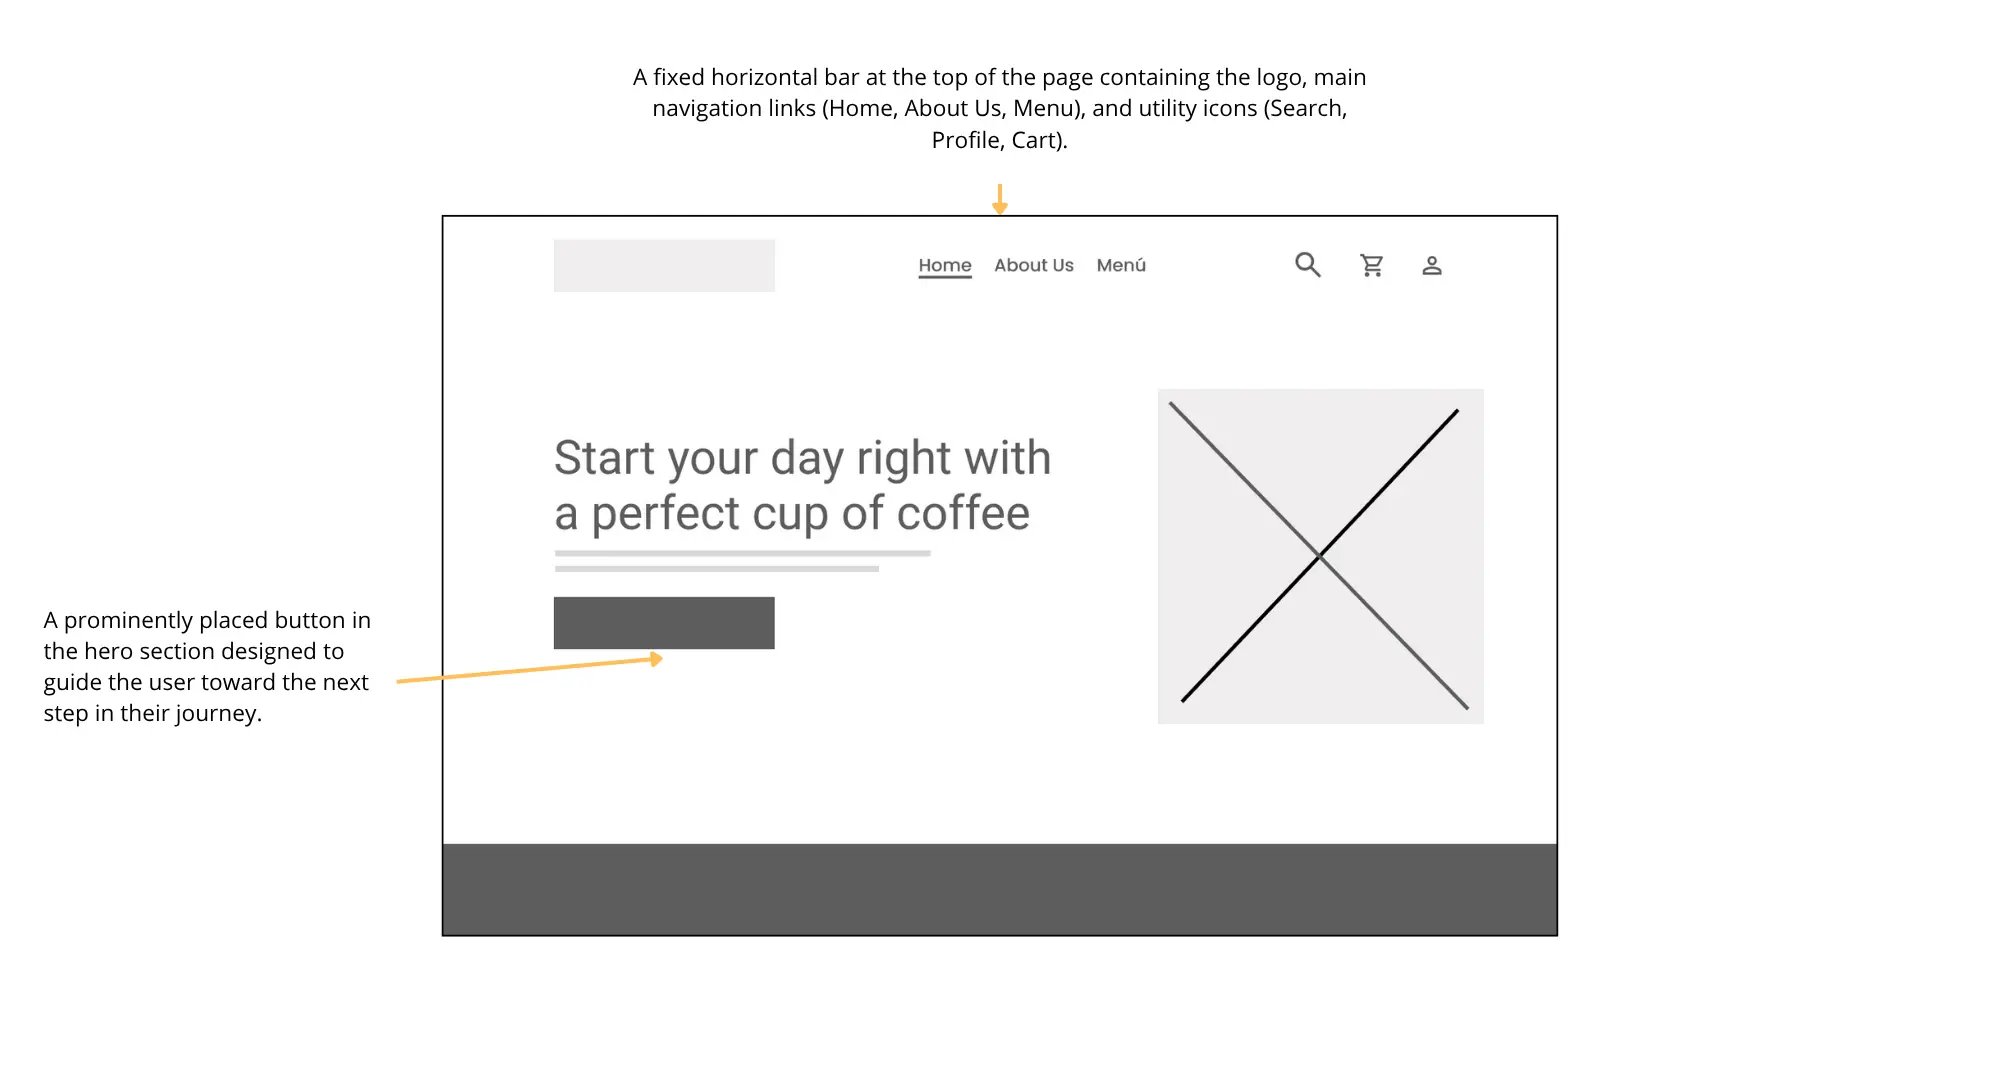 A fixed horizontal bar at the top of the page containing the logo, main
navigation links (Home, About Us, Menu), and utility icons (Search,
Profile, Cart).
Home About Us Menú
Start your day right with
a perfect cup of coffee
A prominently placed button in
the hero section designed to
guide the user toward the next
step in their journey.